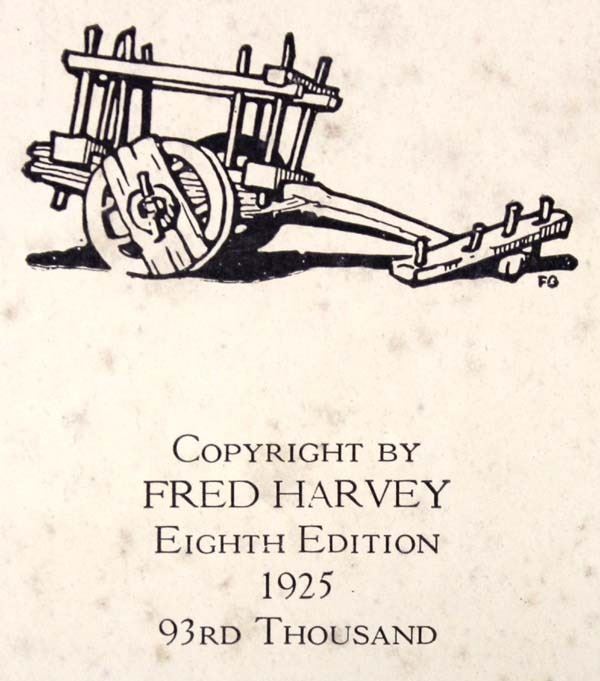 FG
Copyright by
FRED HARVEY
Eighth Edition
1925
93rd Thousand